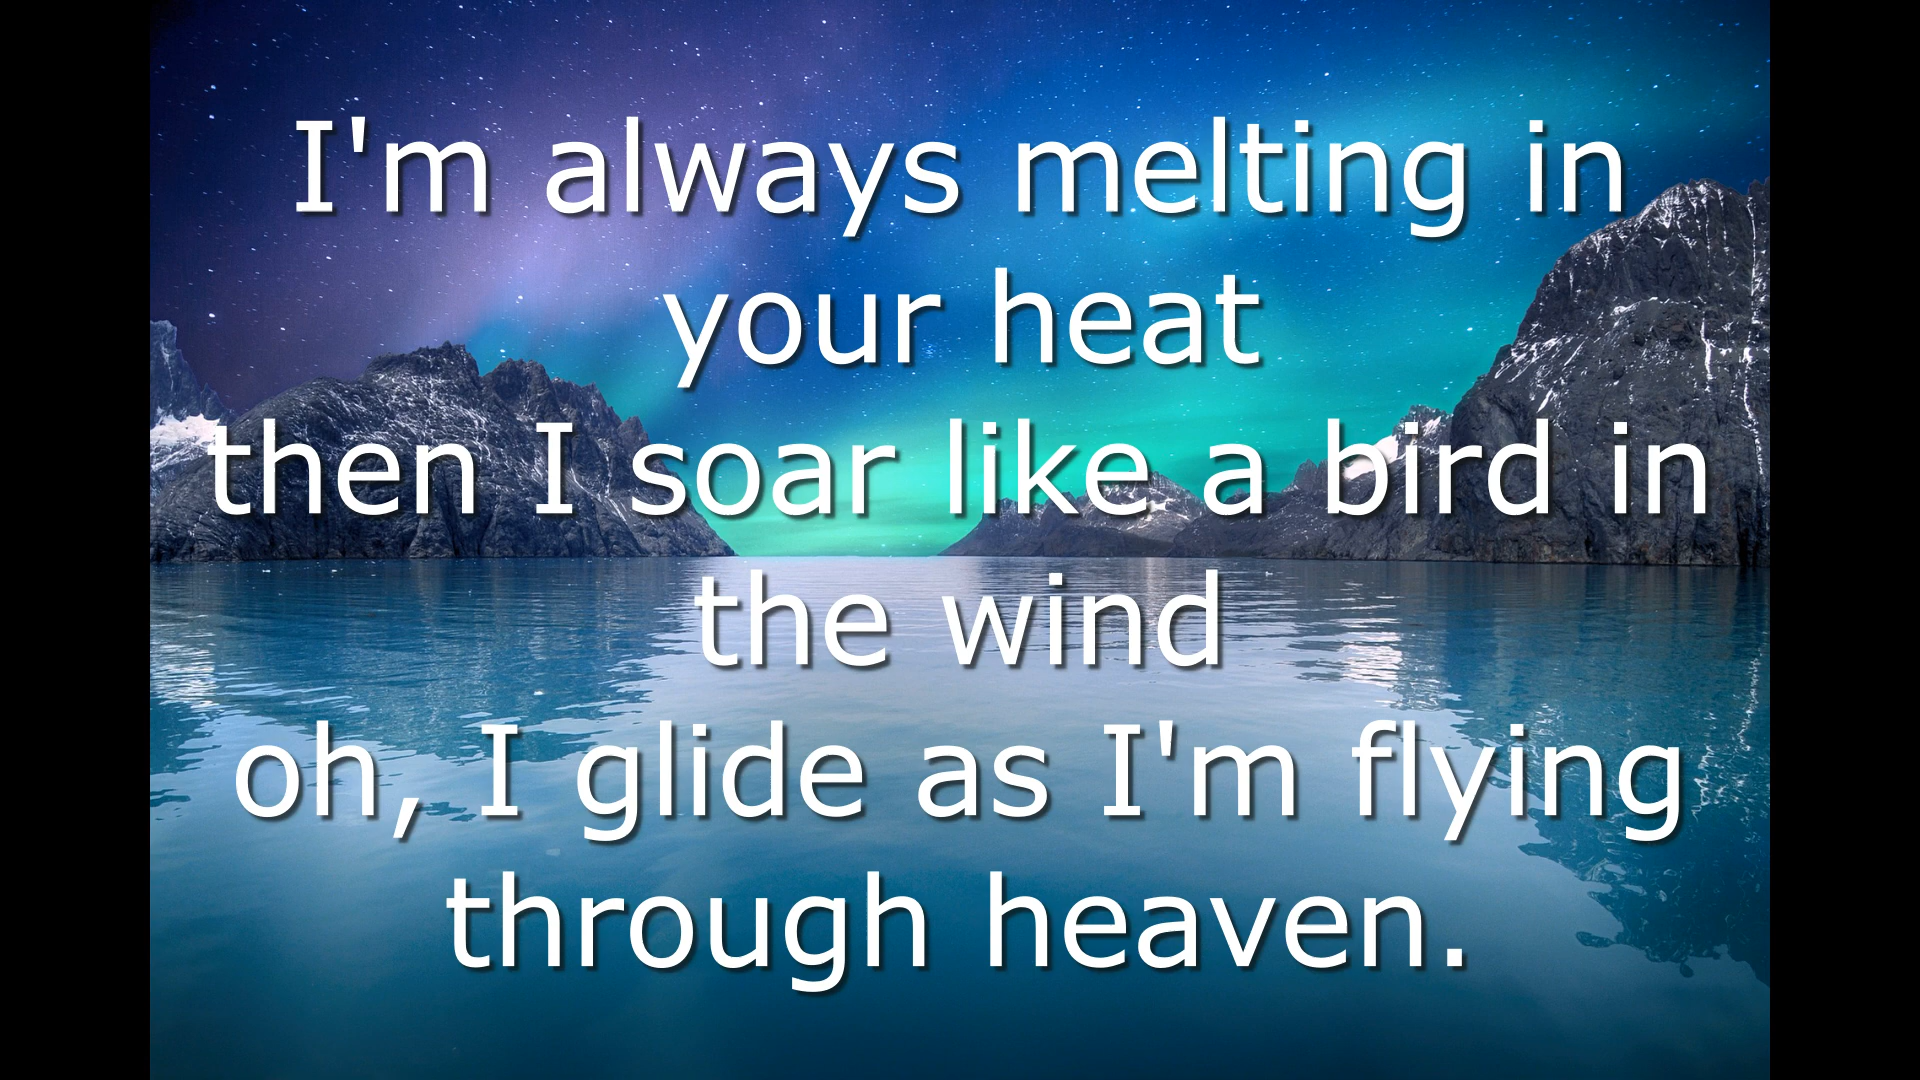 I'm always melting in
your heat
then I soar like a bird in
the wind
oh, I glide as I'm flying
through heaven.